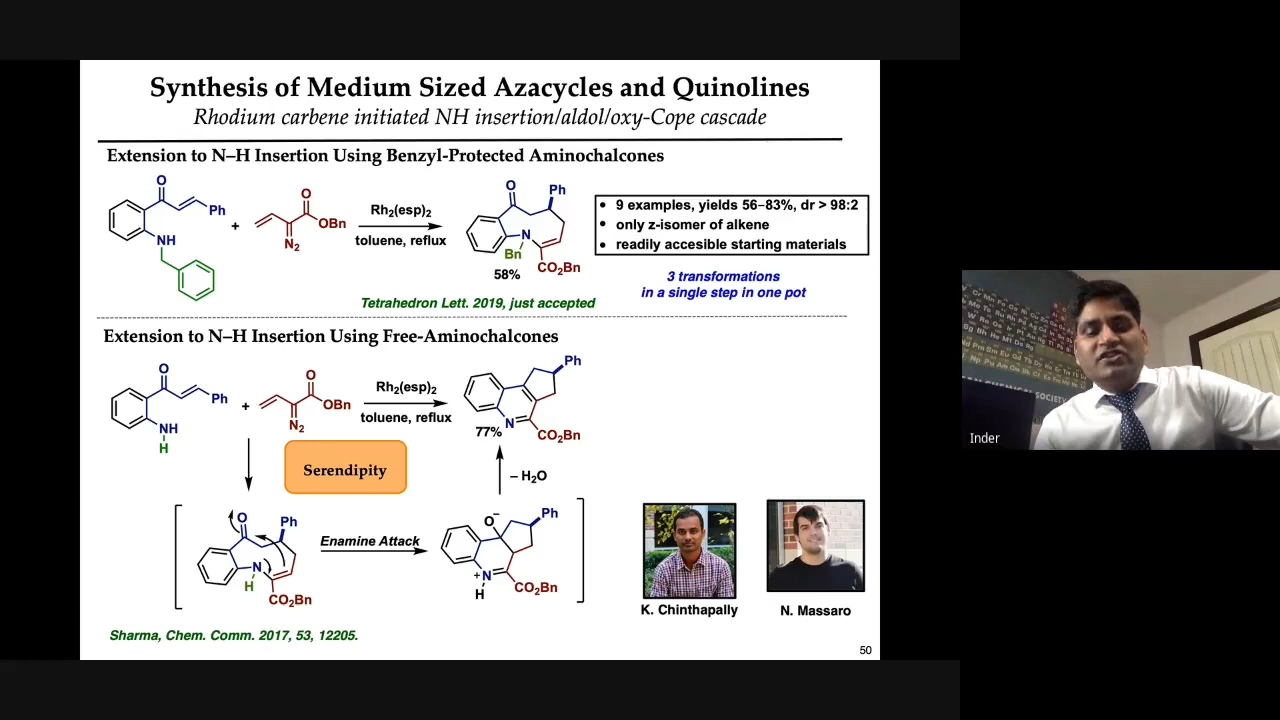 Synthesis of Medium Sized Azacycles and Quinolines
Rhodium carbene initiated NH insertion/aldol/oxy-Cope cascade
Extension to N–H Insertion Using Benzyl-Protected Aminochalcones
O
Ph
NH
+
O
OBn
N2
Rh2(esp)2
toluene, reflux
O
Ph
N
Bn
CO2Bn
58%
• 9 examples, yields 56–83%, dr > 98:2
• only z-isomer of alkene
• readily accesible starting materials
3 transformations
in a single step in one pot
Tetrahedron Lett. 2019, just accepted
Extension to N–H Insertion Using Free-Aminochalcones
O
Ph
NH
H
+
O
OBn
N2
Rh2(esp)2
toluene, reflux
Ph
N
CO2Bn
77%
Serendipity
– H2O
O
Ph
N
H
CO2Bn
Enamine Attack
O–
Ph
N
+
H
CO2Bn
K. Chinthapally
N. Massaro
Sharma, Chem. Comm. 2017, 53, 12205.
50
Inder